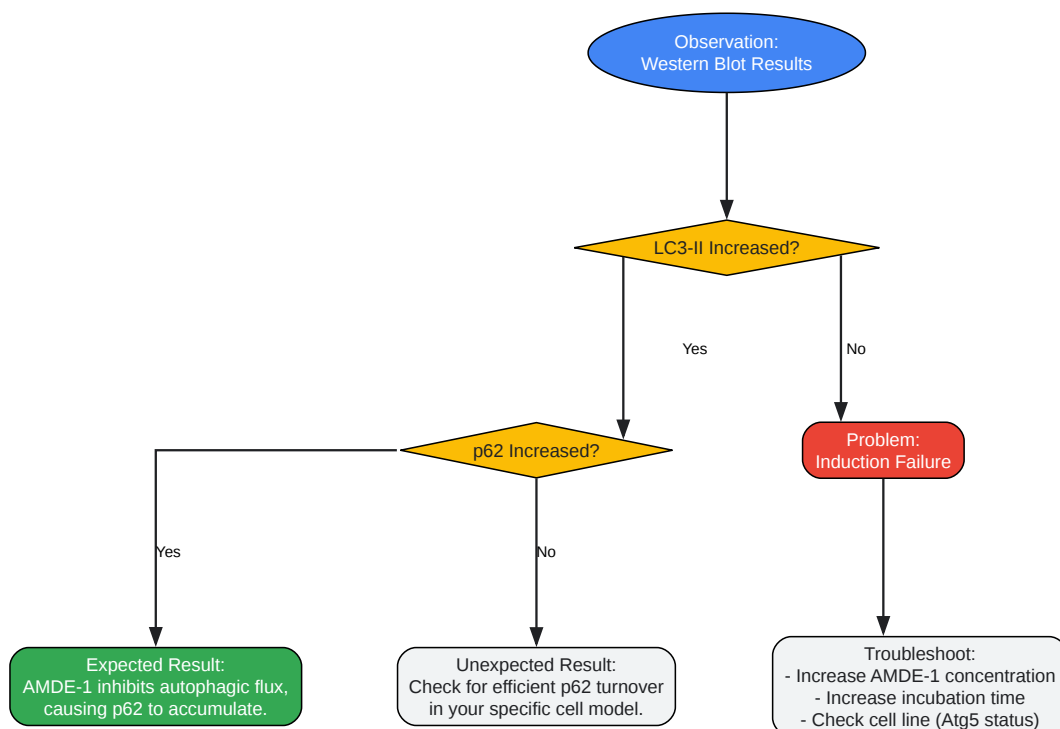 Observation:
Western Blot Results
LC3-II Increased?
Yes
No
p62 Increased?
Problem:
Induction Failure
Yes
No
Expected Result:
AMDE-1 inhibits autophagic flux,
causing p62 to accumulate.
Unexpected Result:
Check for efficient p62 turnover
in your specific cell model.
Troubleshoot:
- Increase AMDE-1 concentration
- Increase incubation time
- Check cell line (Atg5 status)